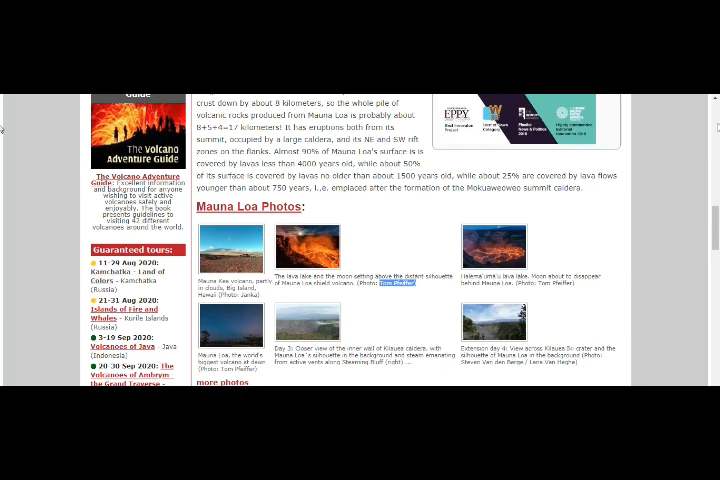 Guide
The Volcano
Adventure Guide
The Volcano Adventure
Guide: Excellent information
and background for anyone
wishing to visit active
volcanoes safely and
enjoyably. The book
presents guidelines to
visiting 42 different
volcanoes around the world.
Guaranteed tours:
11-29 Aug 2020:
Kamchatka - Land of
Colors - Kamchatka
(Russia)
21-31 Aug 2020:
Islands of Fire and
Whales - Kurile Islands
(Russia)
3-19 Sep 2020:
Volcanoes of Java - Java
(Indonesia)
20-30 Sep 2020: The
Volcanoes of Ambrym -
the Grand Traverse -
crust down by about 8 kilometers, so the whole pile of
volcanic rocks produced from Mauna Loa is probably about
8+5+4=17 kilometers! It has eruptions both from its
summit, occupied by a large caldera, and its NE and SW rift
zones on the flanks. Almost 90% of Mauna Loa's surface is is
covered by lavas less than 4000 years old, while about 50%
of its surface is covered by lavas no older than about 1500 years old, while about 25% are covered by lava flows
younger than about 750 years, i.,e. emplaced after the formation of the Mokuaweoweo summit caldera.
EPPY
Mauna Loa Photos:
Mauna Kea volcano, partly
in clouds, Big Island,
Hawaii (Photo: Janka)
The lava lake and the moon setting above the distant silhouette
of Mauna Loa shield volcano. (Photo: Tom Pfeiffer)
Halema'uma'u lava lake. Moon about to disappear
behind Mauna Loa. (Photo: Tom Pfeiffer)
Mauna Loa, the world's
biggest volcano at dawn
(Photo: Tom Pfeiffer)
Day 3: Closer view of the inner wall of Kilauea caldera, with
Mauna Loa's silhouette in the background and steam emanating
from active vents along Steaming Bluff (right) ...
Extension day 4: View across Kilauea Iki crater and the
silhouette of Mauna Loa in the background (Photo:
Steven Van den Berge / Lane Van Haghe)
more photos